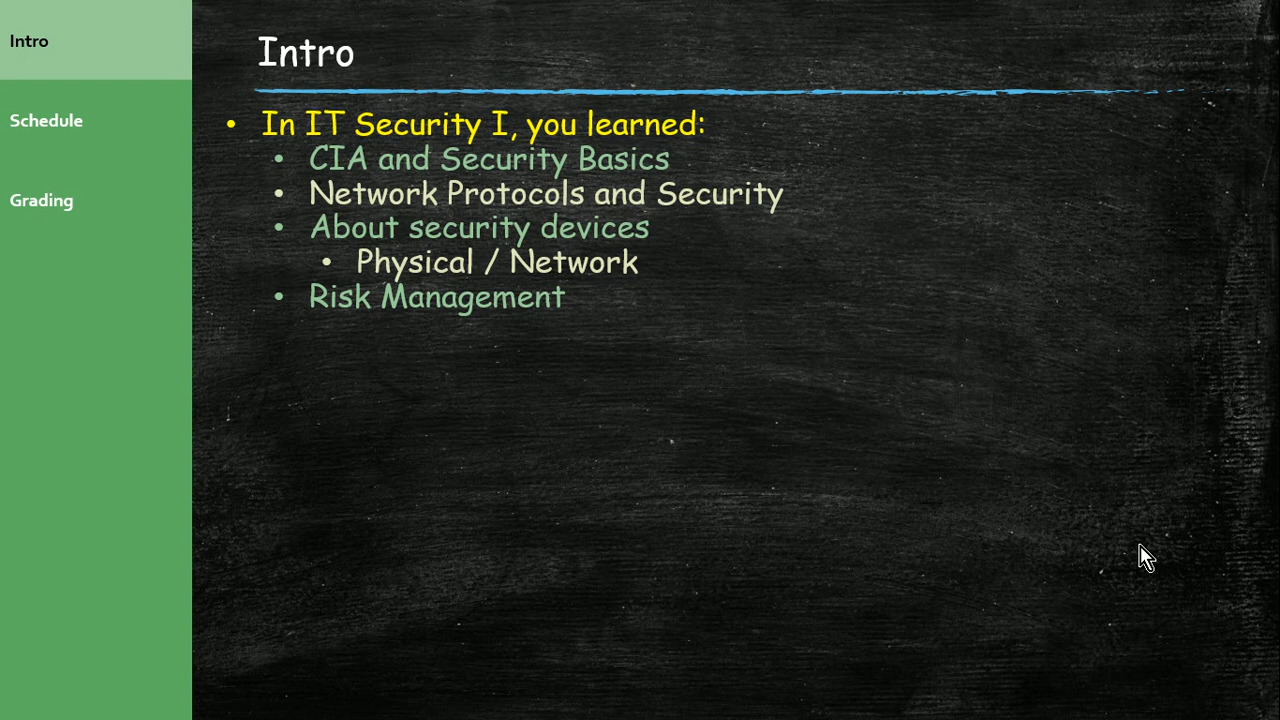 Intro
Schedule
Grading
Intro
• In IT Security I, you learned:
• CIA and Security Basics
• Network Protocols and Security
• About security devices
• Physical / Network
• Risk Management